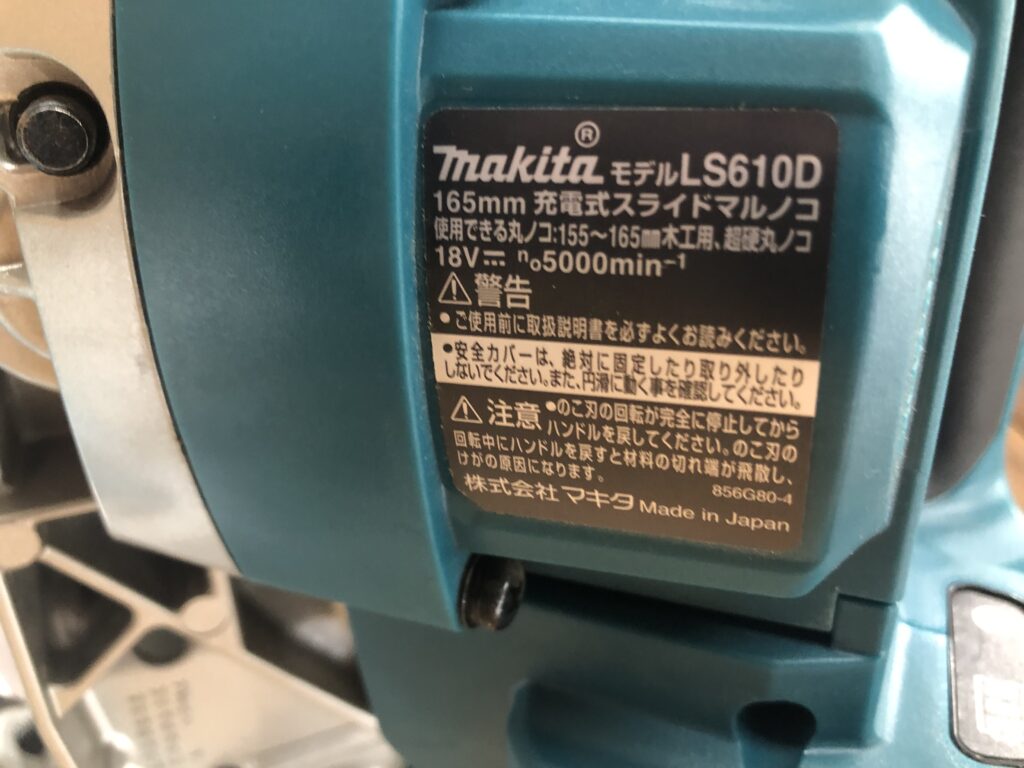 makita® モデルLS610D
165mm 充電式スライドマルノコ
使用できる丸ノコ:155～165㎜木工用、超硬丸ノコ
18V⎓ n₀5000min⁻¹
⚠警告
•ご使用前に取扱説明書を必ずよくお読みください。
•安全カバーは、絶対に固定したり取り外したり
しないでください。また、円滑に動く事を確認してください。
⚠注意 •のこ刃の回転が完全に停止してから
ハンドルを戻してください。のこ刃の
回転中にハンドルを戻すと材料の切れ端が飛散し、
けがの原因になります。
856G80-4
株式会社 マキタ Made in Japan